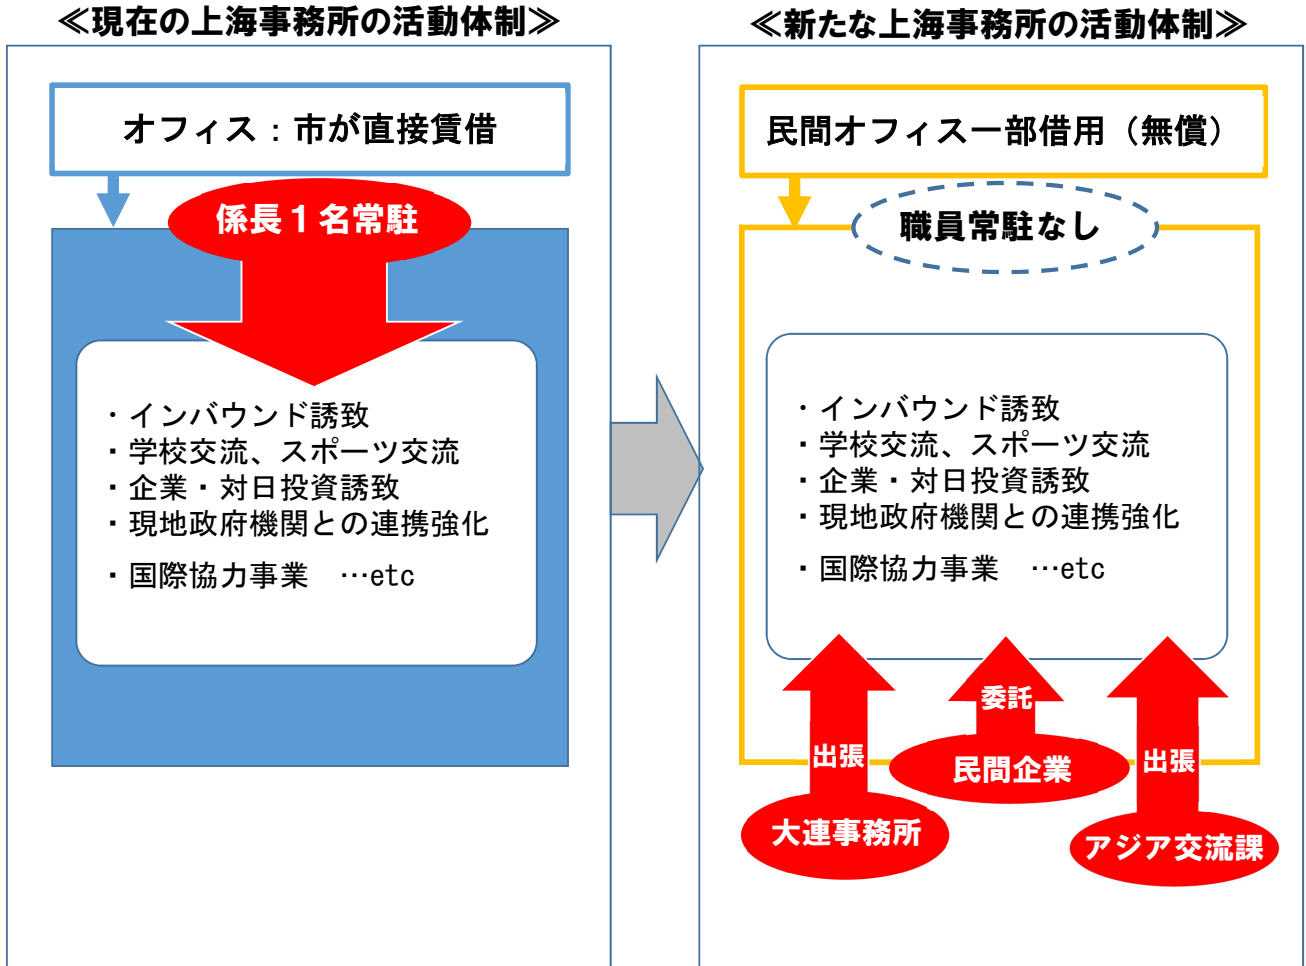 ≪現在の上海事務所の活動体制≫
オフィス：市が直接賃借
係長１名常駐
・インバウンド誘致
・学校交流、スポーツ交流
・企業・対日投資誘致
・現地政府機関との連携強化
・国際協力事業　…etc
≪新たな上海事務所の活動体制≫
民間オフィス一部借用（無償）
職員常駐なし
・インバウンド誘致
・学校交流、スポーツ交流
・企業・対日投資誘致
・現地政府機関との連携強化
・国際協力事業　…etc
出張
大連事務所
委託
民間企業
出張
アジア交流課